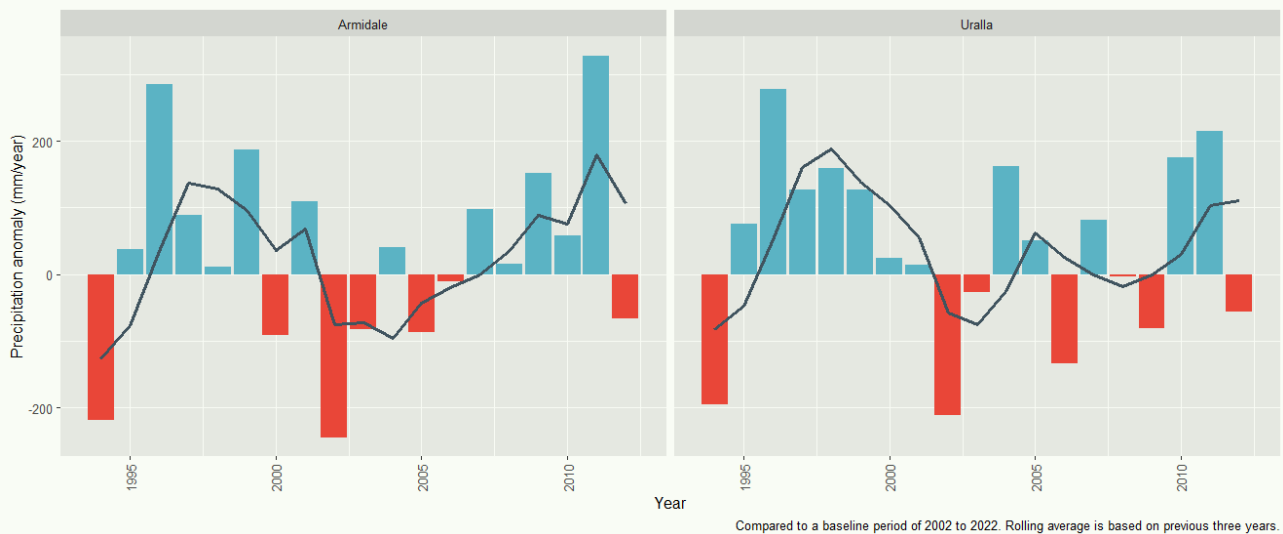 Armidale
Uralla
Precipitation anomaly (mm/year)
200
0
-200
1995
2000
2005
2010
1995
2000
2005
2010
Year
Compared to a baseline period of 2002 to 2022. Rolling average is based on previous three years.